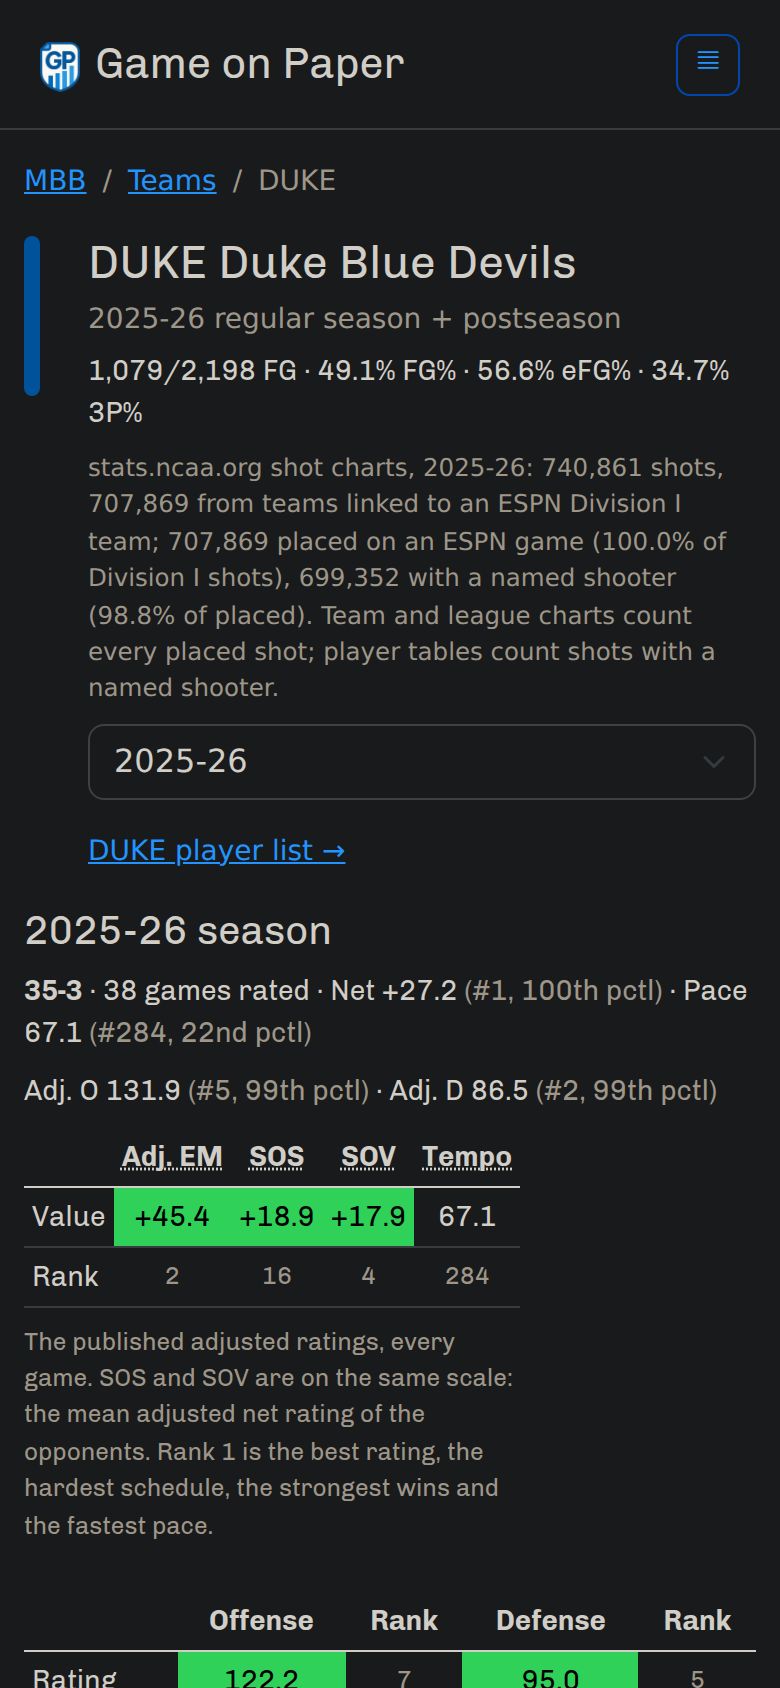 GP Game on Paper
MBB / Teams / DUKE
DUKE Duke Blue Devils
2025-26 regular season + postseason
1,079/2,198 FG · 49.1% FG% · 56.6% eFG% · 34.7%
3P%
stats.ncaa.org shot charts, 2025-26: 740,861 shots,
707,869 from teams linked to an ESPN Division I
team; 707,869 placed on an ESPN game (100.0% of
Division I shots), 699,352 with a named shooter
(98.8% of placed). Team and league charts count
every placed shot; player tables count shots with a
named shooter.
2025-26
DUKE player list →
2025-26 season
35-3 · 38 games rated · Net +27.2 (#1, 100th pctl) · Pace
67.1 (#284, 22nd pctl)
Adj. O 131.9 (#5, 99th pctl) · Adj. D 86.5 (#2, 99th pctl)
Adj. EM SOS SOV Tempo
Value +45.4 +18.9 +17.9 67.1
Rank 2 16 4 284
The published adjusted ratings, every
game. SOS and SOV are on the same scale:
the mean adjusted net rating of the
opponents. Rank 1 is the best rating, the
hardest schedule, the strongest wins and
the fastest pace.
Offense Rank Defense Rank
Rating 122.2 7 95.0 5